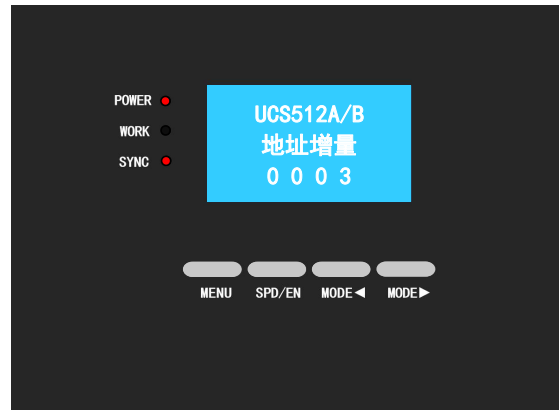 POWER
WORK
SYNC
UCS512A/B
地址增量
0 0 0 3
MENU SPD/EN MODE◀ MODE▶